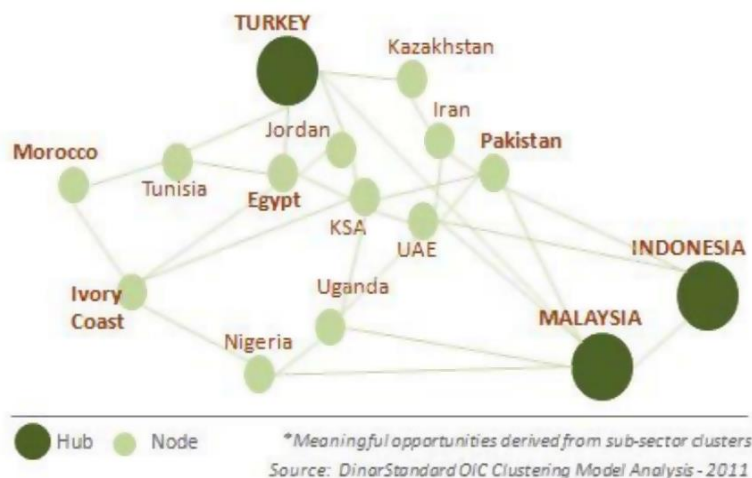 TURKEY
Kazakhstan
Iran
Jordan
Pakistan
Morocco
Tunisia
Egypt
KSA
UAE
INDONESIA
Ivory
Coast
Uganda
MALAYSIA
Nigeria
Hub
Node
*Meaningful opportunities derived from sub-sector clusters
Source: DinarStandard OIC Clustering Model Analysis - 2011